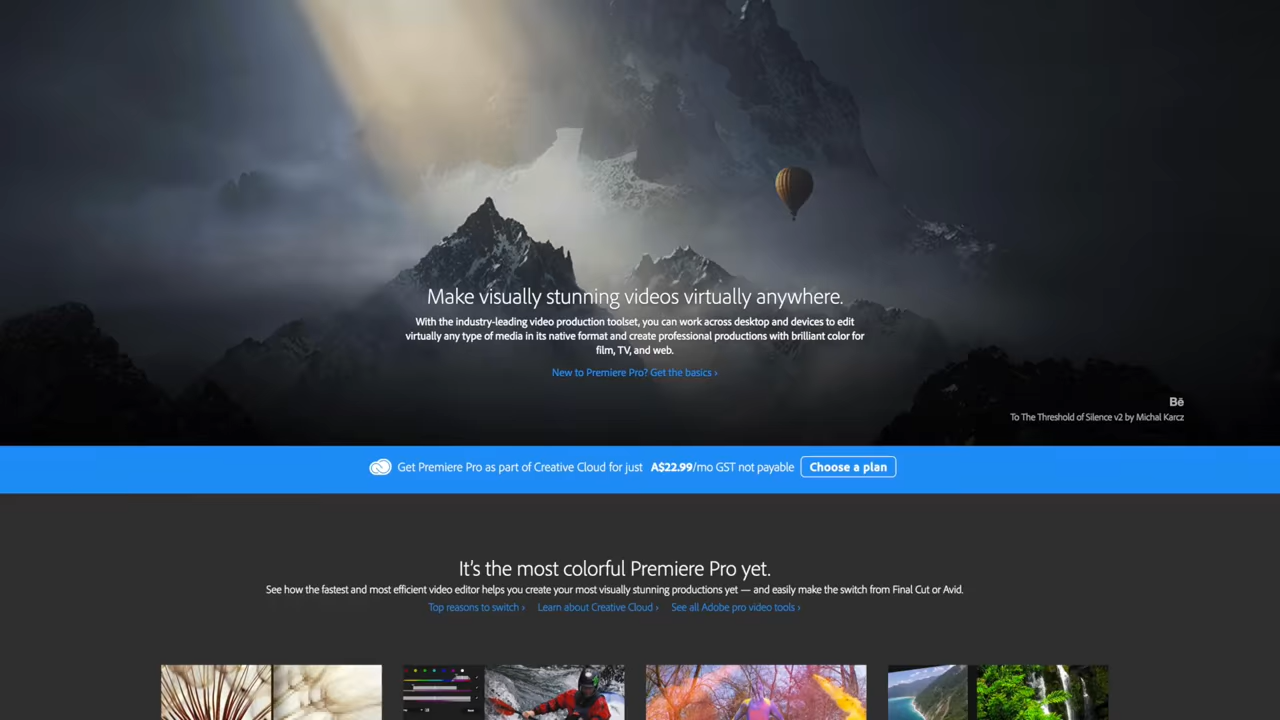 Make visually stunning videos virtually anywhere.
With the industry-leading video production toolset, you can work across desktop and devices to edit
virtually any type of media in its native format and create professional productions with brilliant color for
film, TV, and web.
New to Premiere Pro? Get the basics ›
Bē
To The Threshold of Silence v2 by Michal Karcz
Get Premiere Pro as part of Creative Cloud for just A$22.99/mo GST not payable Choose a plan
It's the most colorful Premiere Pro yet.
See how the fastest and most efficient video editor helps you create your most visually stunning productions yet — and easily make the switch from Final Cut or Avid.
Top reasons to switch › Learn about Creative Cloud › See all Adobe pro video tools ›